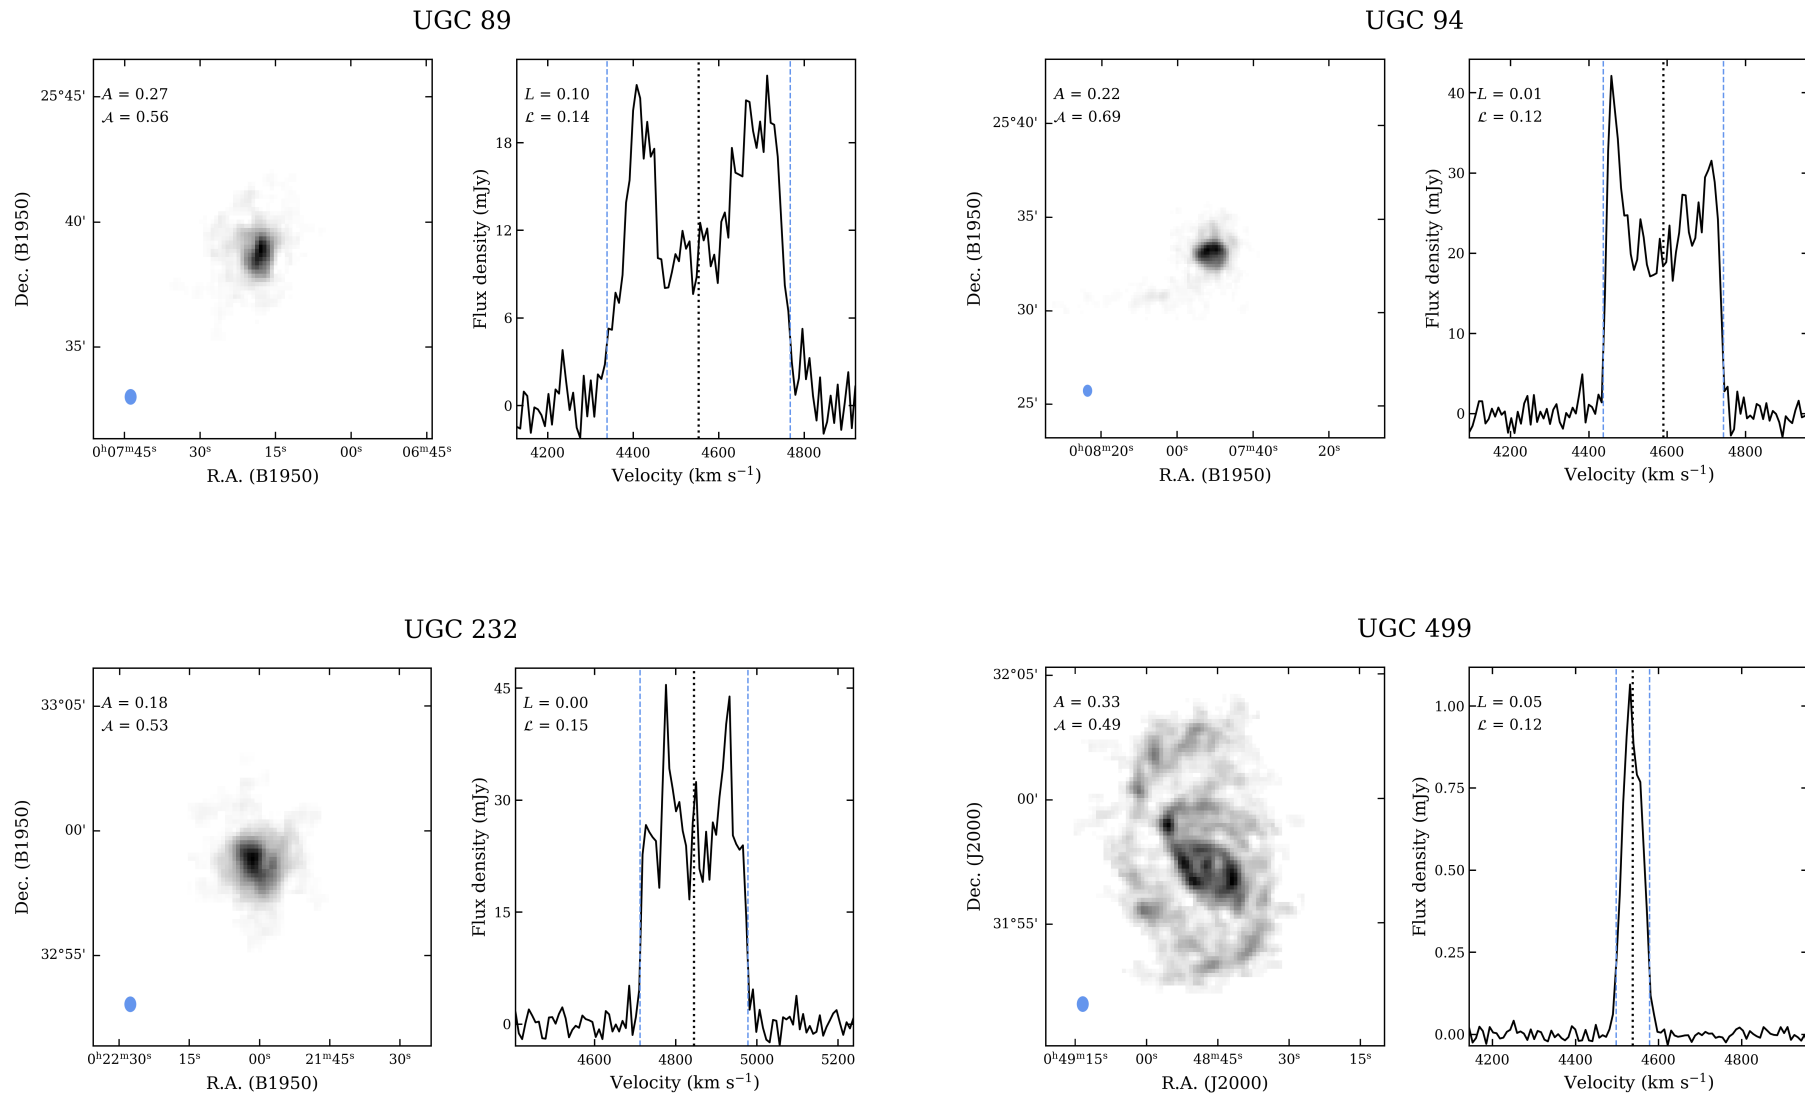 UGC 89
A = 0.27
𝒜 = 0.56
25°45'
40'
35'
Dec. (B1950)
0ʰ07ᵐ45ˢ 30ˢ 15ˢ 00ˢ 06ᵐ45ˢ
R.A. (B1950)
L = 0.10
ℒ = 0.14
18
12
6
0
Flux density (mJy)
4200 4400 4600 4800
Velocity (km s⁻¹)
UGC 94
A = 0.22
𝒜 = 0.69
25°40'
35'
30'
25'
Dec. (B1950)
0ʰ08ᵐ20ˢ 00ˢ 07ᵐ40ˢ 20ˢ
R.A. (B1950)
L = 0.01
ℒ = 0.12
40
30
20
10
0
Flux density (mJy)
4200 4400 4600 4800
Velocity (km s⁻¹)
UGC 232
A = 0.18
𝒜 = 0.53
33°05'
00'
32°55'
Dec. (B1950)
0ʰ22ᵐ30ˢ 15ˢ 00ˢ 21ᵐ45ˢ 30ˢ
R.A. (B1950)
L = 0.00
ℒ = 0.15
45
30
15
0
Flux density (mJy)
4600 4800 5000 5200
Velocity (km s⁻¹)
UGC 499
A = 0.33
𝒜 = 0.49
32°05'
00'
31°55'
Dec. (J2000)
0ʰ49ᵐ15ˢ 00ˢ 48ᵐ45ˢ 30ˢ 15ˢ
R.A. (J2000)
L = 0.05
ℒ = 0.12
1.00
0.75
0.50
0.25
0.00
Flux density (mJy)
4200 4400 4600 4800
Velocity (km s⁻¹)